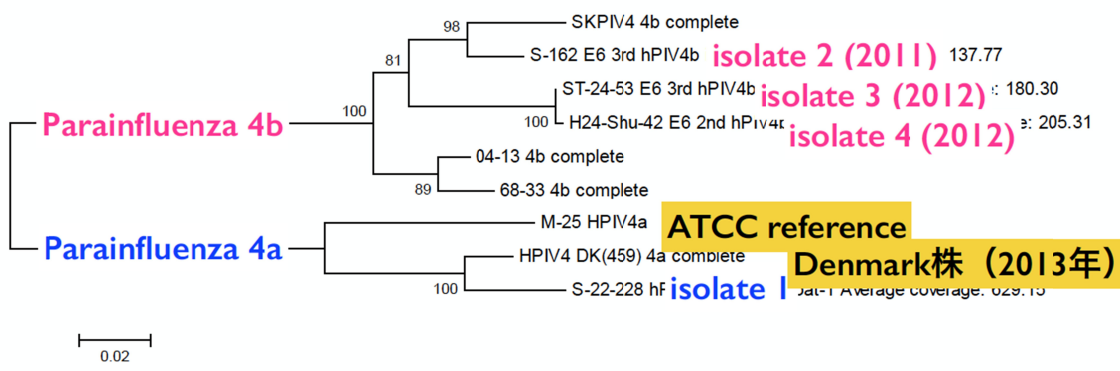 98
SKPIV4 4b complete
S-162 E6 3rd hPIV4b isolate 2 (2011) 137.77
81
ST-24-53 E6 3rd hPIV4b isolate 3 (2012) : 180.30
100
Parainfluenza 4b
100
H24-Shu-42 E6 2nd isolate 4 (2012) e: 205.31
04-13 4b complete
89
68-33 4b complete
M-25 HPIV4a ATCC reference
Parainfluenza 4a
HPIV4 DK(459) 4a complete Denmark株（2013年）
100
S-22-228 isolate 1 Average coverage: 629.15
0.02